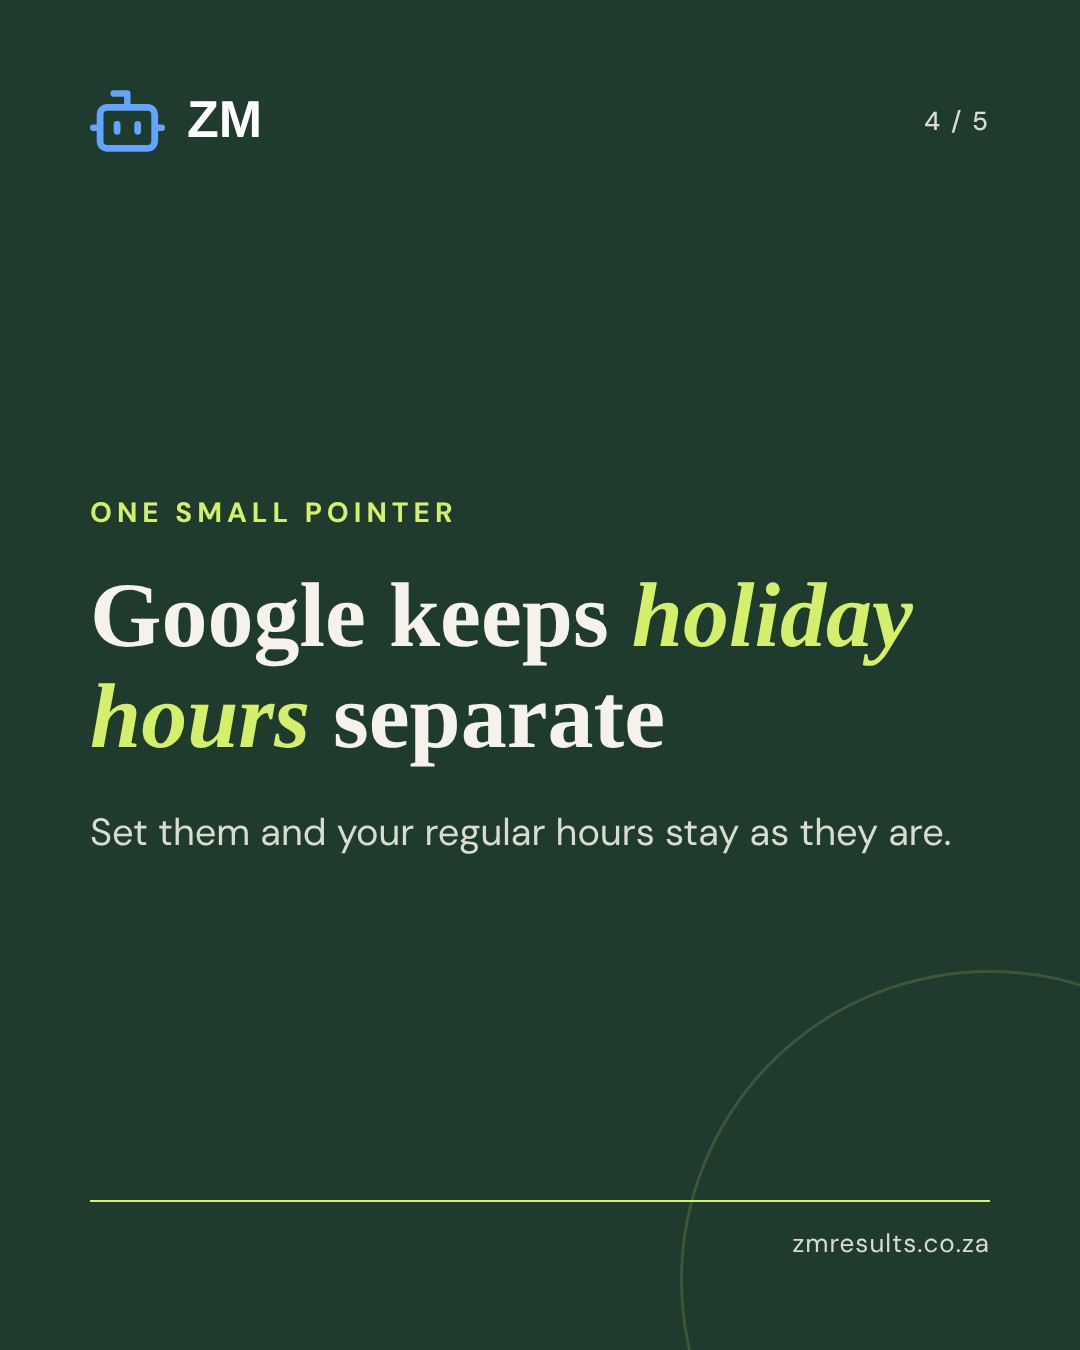 ZM
4 / 5
ONE SMALL POINTER
Google keeps holiday
hours separate
Set them and your regular hours stay as they are.
zmresults.co.za